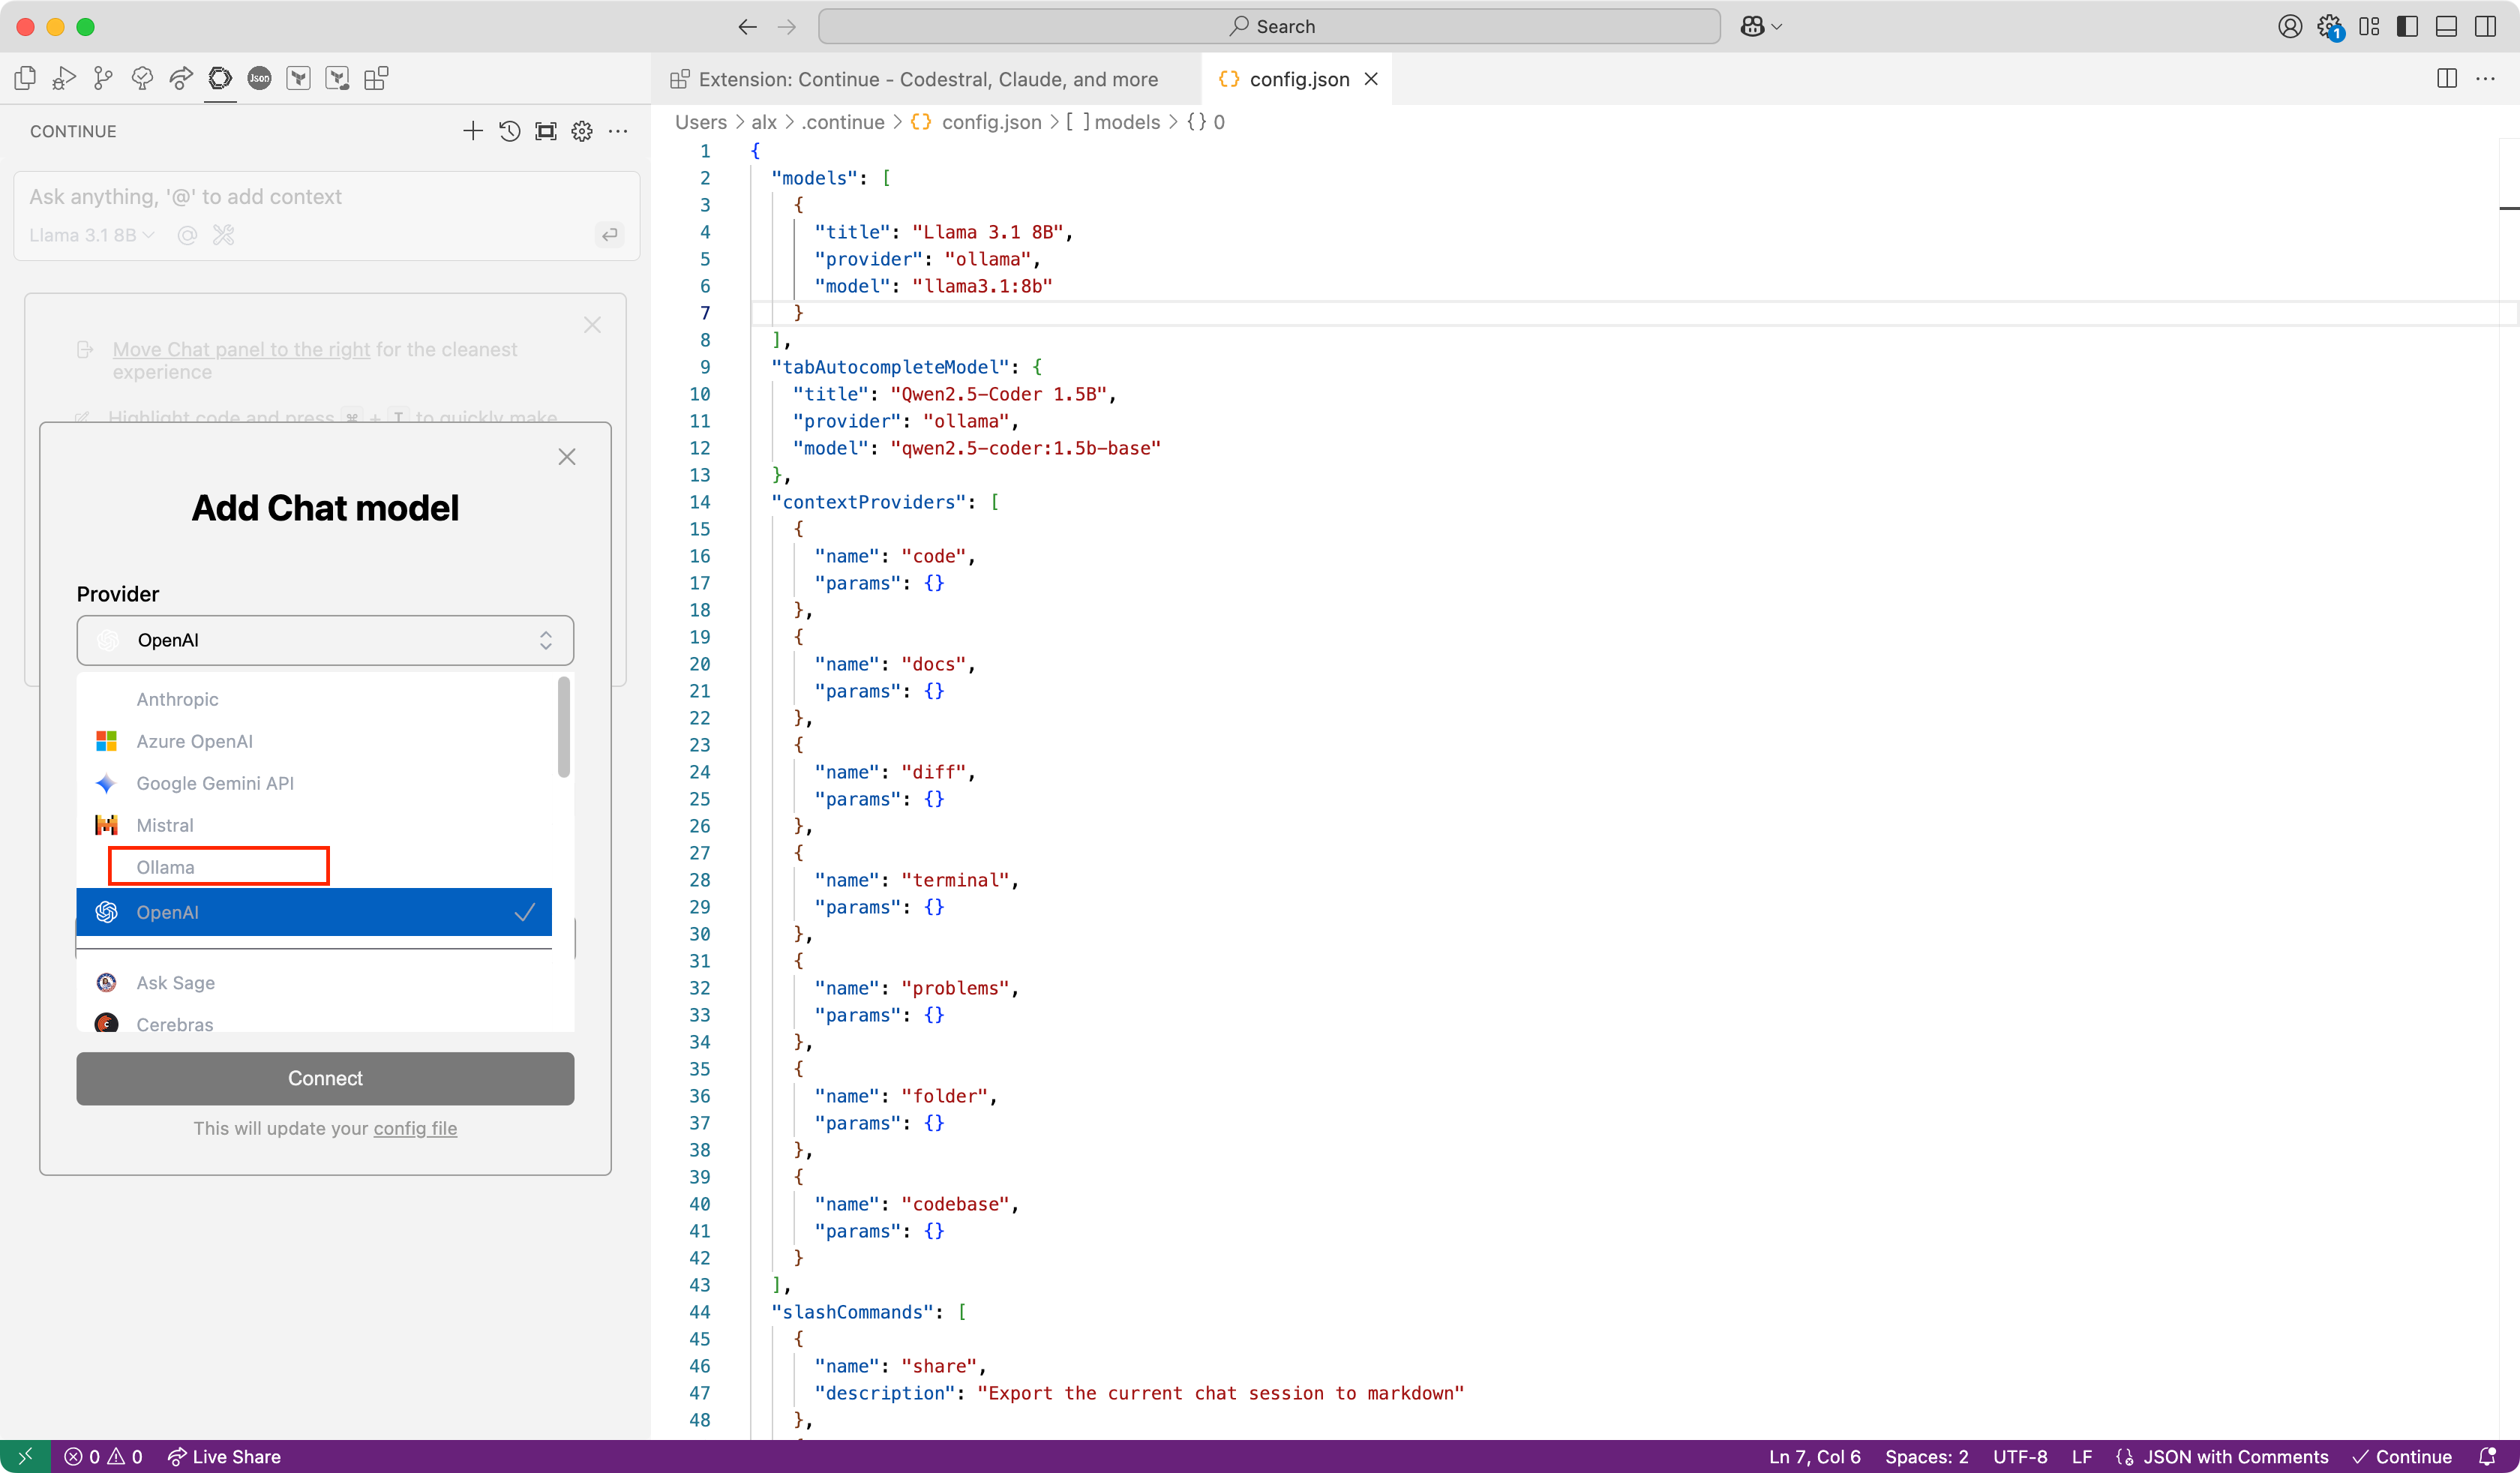 Search
1
Extension: Continue - Codestral, Claude, and more
config.json
CONTINUE
Users > alx > .continue > {} config.json > [ ] models > {} 0
Ask anything, '@' to add context
Llama 3.1 8B
Move Chat panel to the right for the cleanest
experience
Highlight code and press ⌘ + I to quickly make
Add Chat model
Provider
OpenAI
Anthropic
Azure OpenAI
Google Gemini API
Mistral
Ollama
OpenAI
Ask Sage
Cerebras
Connect
This will update your config file
1 {
2 "models": [
3 {
4 "title": "Llama 3.1 8B",
5 "provider": "ollama",
6 "model": "llama3.1:8b"
7 }
8 ],
9 "tabAutocompleteModel": {
10 "title": "Qwen2.5-Coder 1.5B",
11 "provider": "ollama",
12 "model": "qwen2.5-coder:1.5b-base"
13 },
14 "contextProviders": [
15 {
16 "name": "code",
17 "params": {}
18 },
19 {
20 "name": "docs",
21 "params": {}
22 },
23 {
24 "name": "diff",
25 "params": {}
26 },
27 {
28 "name": "terminal",
29 "params": {}
30 },
31 {
32 "name": "problems",
33 "params": {}
34 },
35 {
36 "name": "folder",
37 "params": {}
38 },
39 {
40 "name": "codebase",
41 "params": {}
42 }
43 ],
44 "slashCommands": [
45 {
46 "name": "share",
47 "description": "Export the current chat session to markdown"
48 },
0 0 Live Share
Ln 7, Col 6 Spaces: 2 UTF-8 LF JSON with Comments Continue